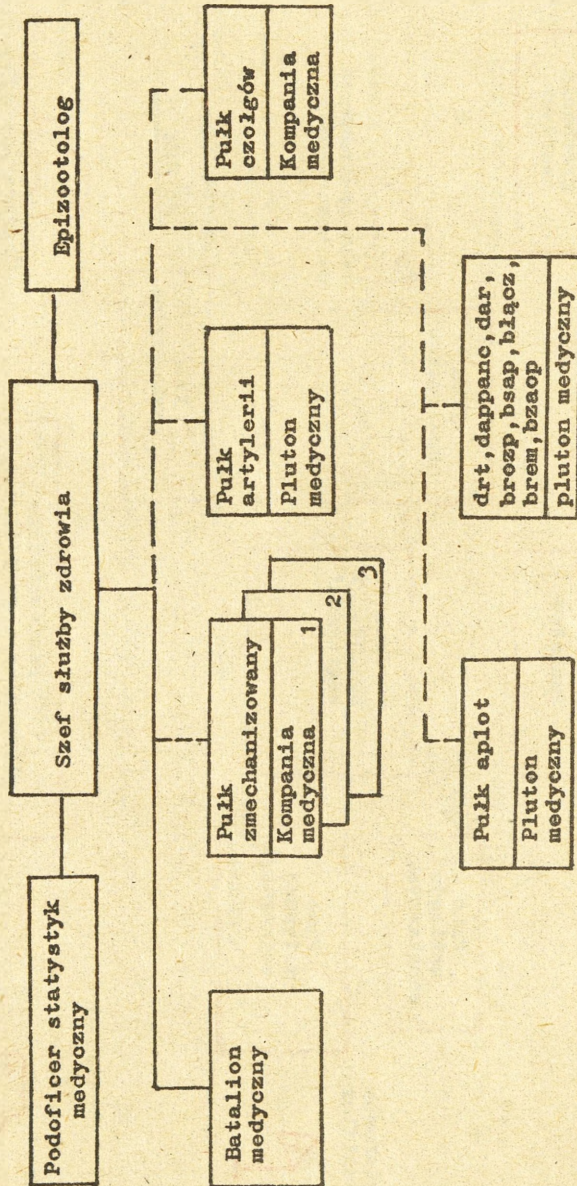 Podoficer statystyk
medyczny
Szef służby zdrowia
Epizootolog
Batalion
medyczny
Pułk
zmechanizowany
Kompania
medyczna
1
2
3
Pułk
artylerii
Pluton
medyczny
Pułk
czołgów
Kompania
medyczna
Pułk aplot
Pluton
medyczny
drt,dappanc,dar,
brozp,bsap,błącz,
brem,bzaop
pluton medyczny